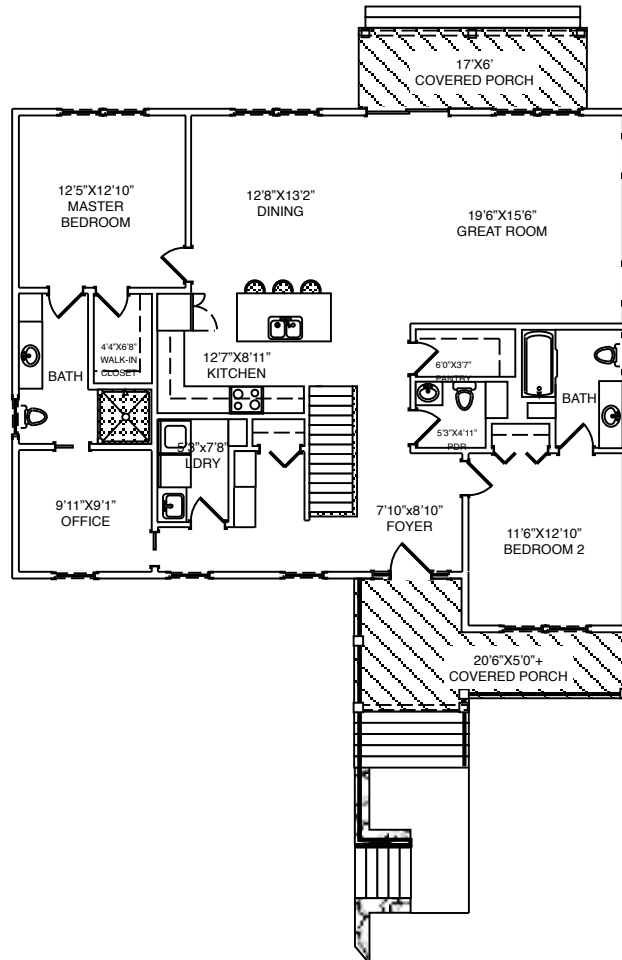 17'X6'
COVERED PORCH
12'5"X12'10"
MASTER
BEDROOM
12'8"X13'2"
DINING
19'6"X15'6"
GREAT ROOM
4'4"X6'8"
WALK-IN
CLOSET
BATH
12'7"X8'11"
KITCHEN
6'0"X3'7"
PANTRY
BATH
5'3"x7'8"
LDRY
5'3"X4'11"
PDR
9'11"X9'1"
OFFICE
7'10"x8'10"
FOYER
11'6"X12'10"
BEDROOM 2
20'6"X5'0"+
COVERED PORCH